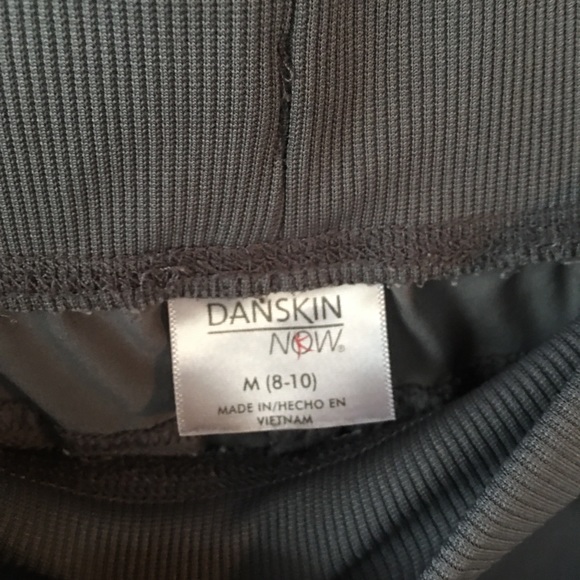 DANSKIN
NOW®
M (8-10)
MADE IN/HECHO EN
VIETNAM